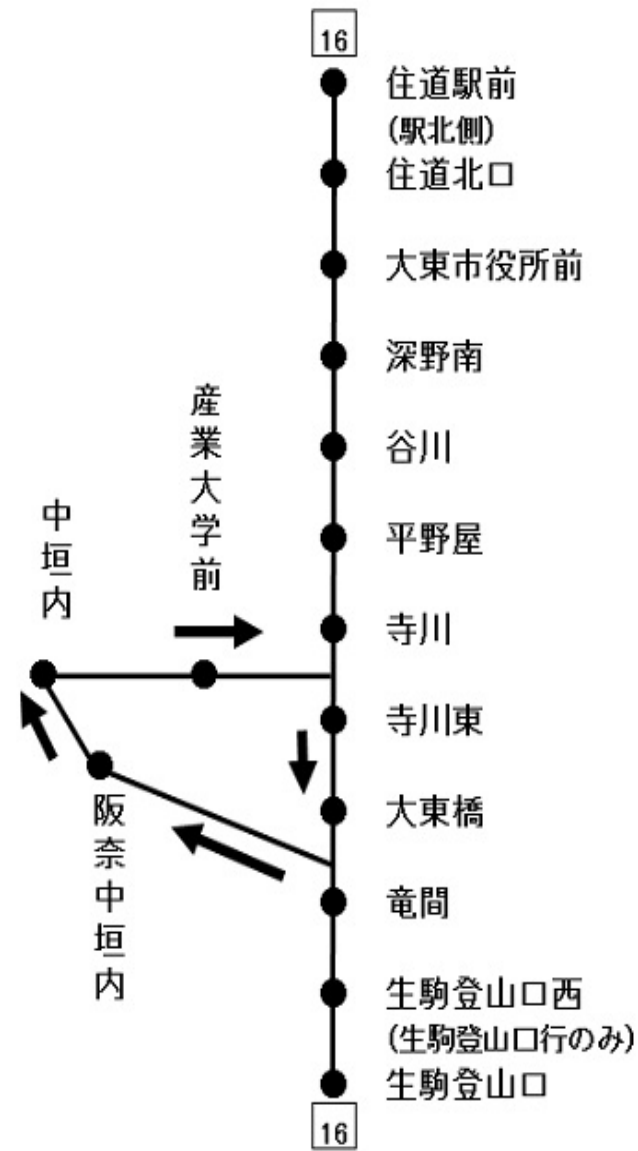 16
住道駅前
(駅北側)
住道北口
大東市役所前
深野南
谷川
平野屋
寺川
寺川東
大東橋
竜間
生駒登山口西
(生駒登山口行のみ)
生駒登山口
16
産業大学前
中垣内
阪奈中垣内